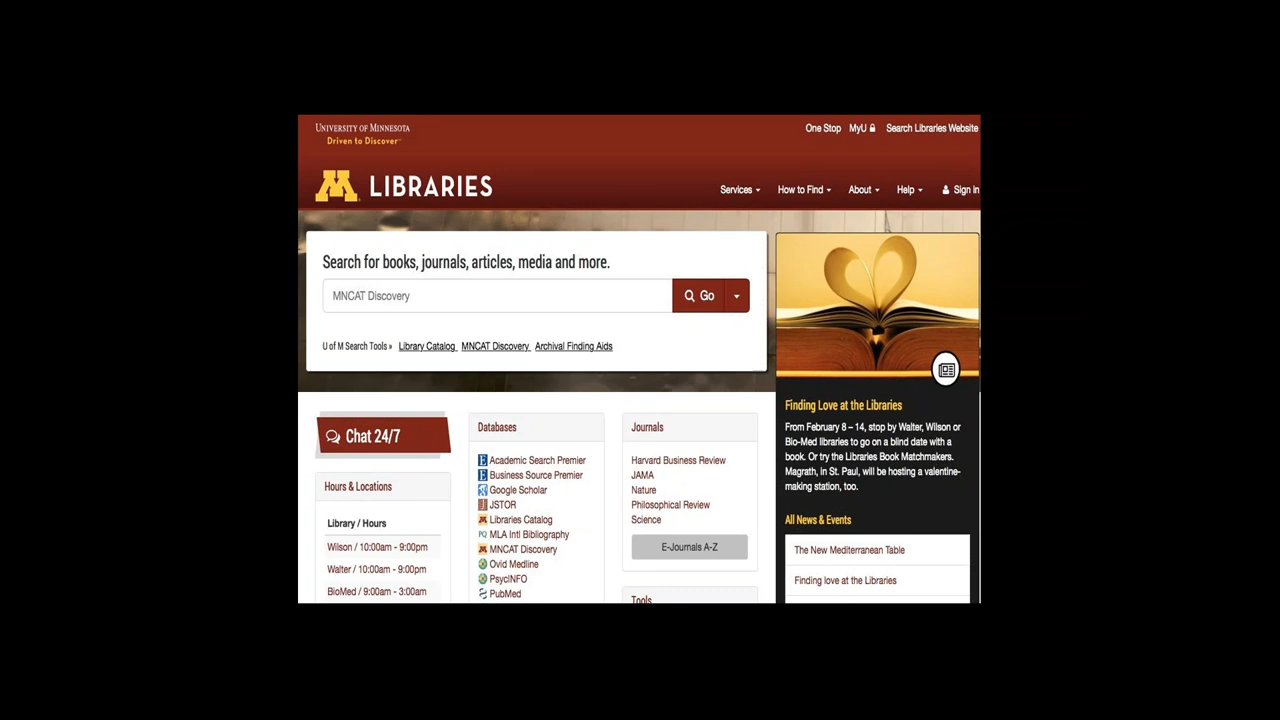 UNIVERSITY OF MINNESOTA
Driven to Discover
One Stop MyU Search Libraries Website
M LIBRARIES
Services How to Find About Help Sign in
Search for books, journals, articles, media and more.
MNCAT Discovery
Go
U of M Search Tools » Library Catalog MNCAT Discovery Archival Finding Aids
Chat 24/7
Hours & Locations
Library / Hours
Wilson / 10:00am - 9:00pm
Walter / 10:00am - 9:00pm
BioMed / 9:00am - 3:00am
Databases
Academic Search Premier
Business Source Premier
Google Scholar
JSTOR
Libraries Catalog
MLA Intl Bibliography
MNCAT Discovery
Ovid Medline
PsycINFO
PubMed
Journals
Harvard Business Review
JAMA
Nature
Philosophical Review
Science
E-Journals A-Z
Tools
Finding Love at the Libraries
From February 8 – 14, stop by Walter, Wilson or
Bio-Med libraries to go on a blind date with a
book. Or try the Libraries Book Matchmakers.
Magrath, in St. Paul, will be hosting a valentine-
making station, too.
All News & Events
The New Mediterranean Table
Finding love at the Libraries